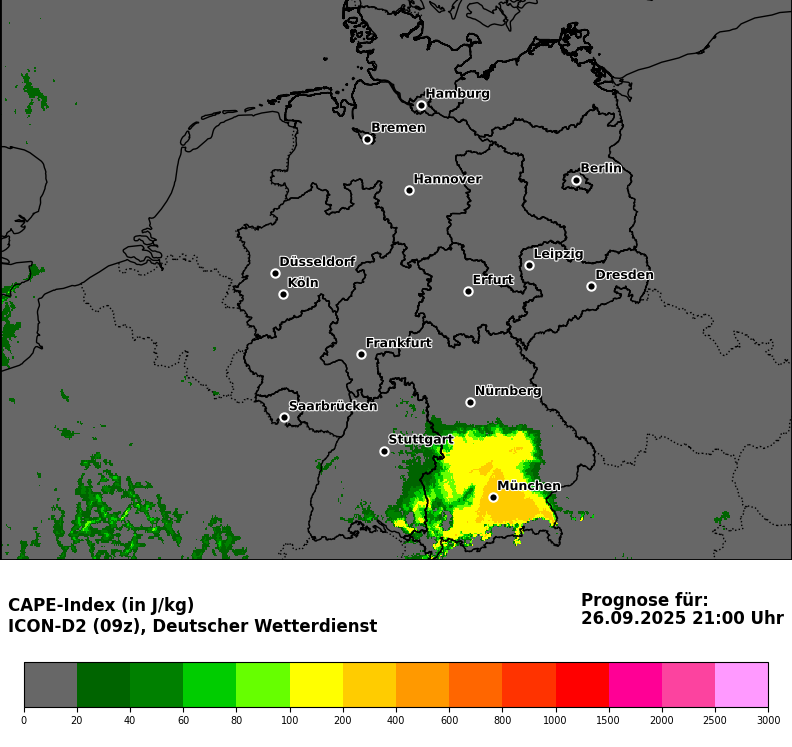 Hamburg
Bremen
Berlin
Hannover
Leipzig
Düsseldorf
Dresden
Köln
Erfurt
Frankfurt
Nürnberg
Saarbrücken
Stuttgart
München
CAPE-Index (in J/kg)
ICON-D2 (09z), Deutscher Wetterdienst
Prognose für:
26.09.2025 21:00 Uhr
0 20 40 60 80 100 200 400 600 800 1000 1500 2000 2500 3000